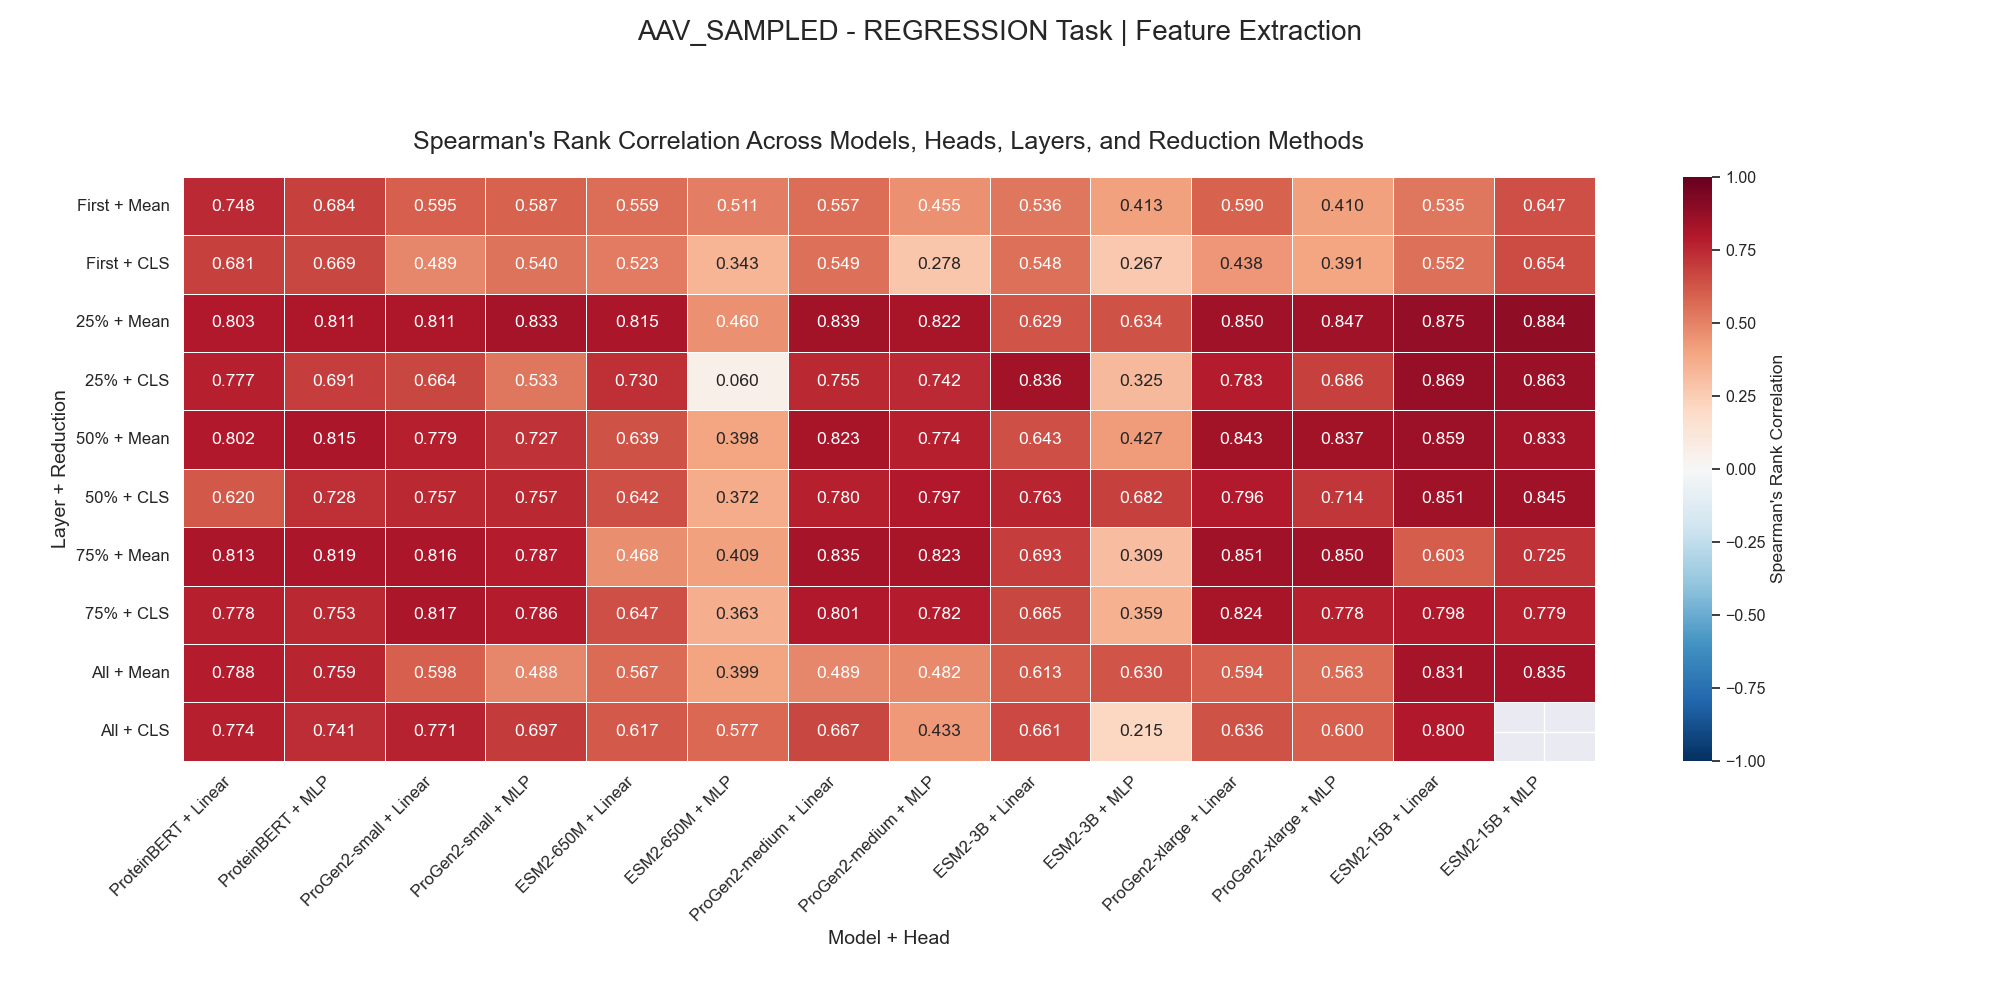 AAV_SAMPLED - REGRESSION Task | Feature Extraction
Spearman's Rank Correlation Across Models, Heads, Layers, and Reduction Methods
Layer + Reduction
First + Mean 0.748 0.684 0.595 0.587 0.559 0.511 0.557 0.455 0.536 0.413 0.590 0.410 0.535 0.647
First + CLS 0.681 0.669 0.489 0.540 0.523 0.343 0.549 0.278 0.548 0.267 0.438 0.391 0.552 0.654
25% + Mean 0.803 0.811 0.811 0.833 0.815 0.460 0.839 0.822 0.629 0.634 0.850 0.847 0.875 0.884
25% + CLS 0.777 0.691 0.664 0.533 0.730 0.060 0.755 0.742 0.836 0.325 0.783 0.686 0.869 0.863
50% + Mean 0.802 0.815 0.779 0.727 0.639 0.398 0.823 0.774 0.643 0.427 0.843 0.837 0.859 0.833
50% + CLS 0.620 0.728 0.757 0.757 0.642 0.372 0.780 0.797 0.763 0.682 0.796 0.714 0.851 0.845
75% + Mean 0.813 0.819 0.816 0.787 0.468 0.409 0.835 0.823 0.693 0.309 0.851 0.850 0.603 0.725
75% + CLS 0.778 0.753 0.817 0.786 0.647 0.363 0.801 0.782 0.665 0.359 0.824 0.778 0.798 0.779
All + Mean 0.788 0.759 0.598 0.488 0.567 0.399 0.489 0.482 0.613 0.630 0.594 0.563 0.831 0.835
All + CLS 0.774 0.741 0.771 0.697 0.617 0.577 0.667 0.433 0.661 0.215 0.636 0.600 0.800
ProteinBERT + Linear
ProteinBERT + MLP
ProGen2-small + Linear
ProGen2-small + MLP
ESM2-650M + Linear
ESM2-650M + MLP
ProGen2-medium + Linear
ProGen2-medium + MLP
ESM2-3B + Linear
ESM2-3B + MLP
ProGen2-xlarge + Linear
ProGen2-xlarge + MLP
ESM2-15B + Linear
ESM2-15B + MLP
Model + Head
1.00
0.75
0.50
0.25
0.00
−0.25
−0.50
−0.75
−1.00
Spearman's Rank Correlation